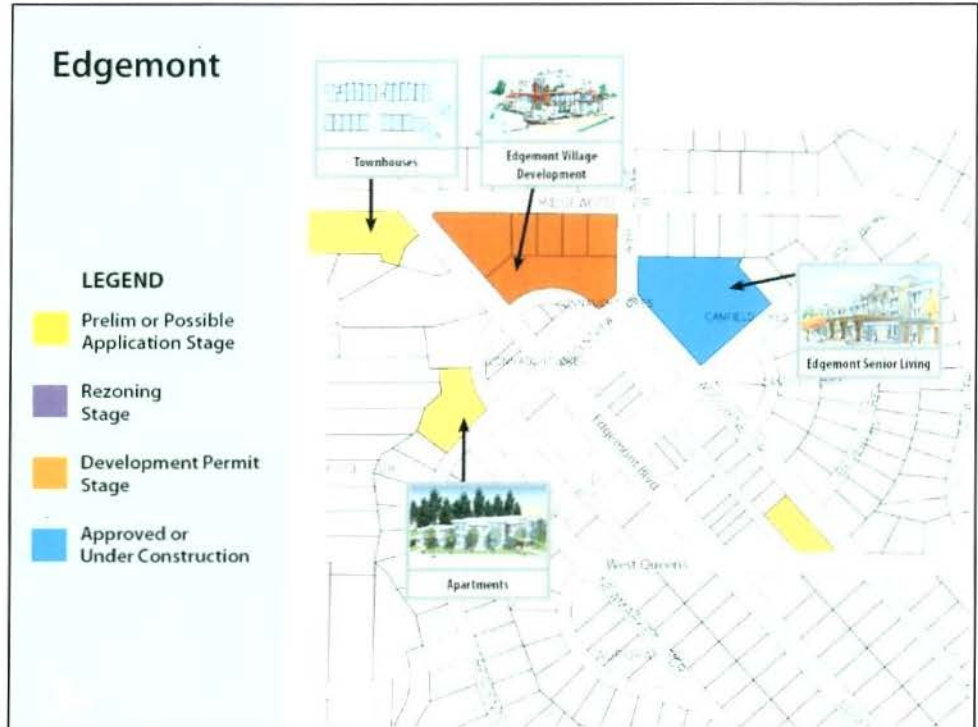 Edgemont
LEGEND
Prelim or Possible
Application Stage
Rezoning
Stage
Development Permit
Stage
Approved or
Under Construction
Townhouses
Edgemont Village
Development
Edgemont Senior Living
Edgemount Blvd
Apartments
West Queens